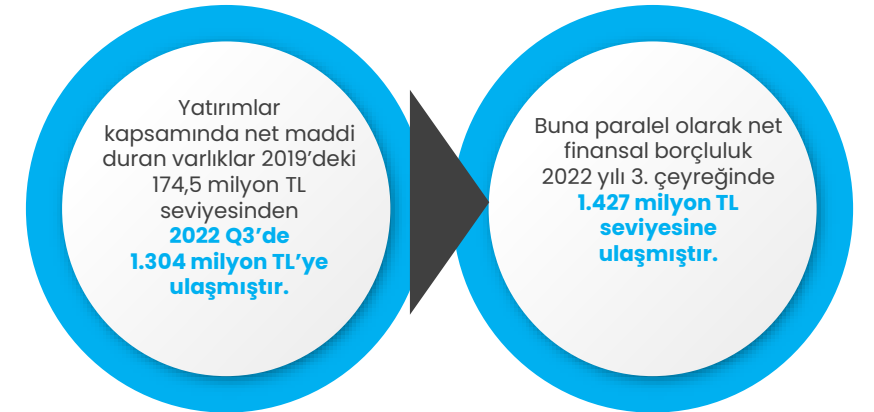 Yatırımlar
kapsamında net maddi
duran varlıklar 2019’deki
174,5 milyon TL
seviyesinden
2022 Q3’de
1.304 milyon TL’ye
ulaşmıştır.
Buna paralel olarak net
finansal borçluluk
2022 yılı 3. çeyreğinde
1.427 milyon TL
seviyesine
ulaşmıştır.